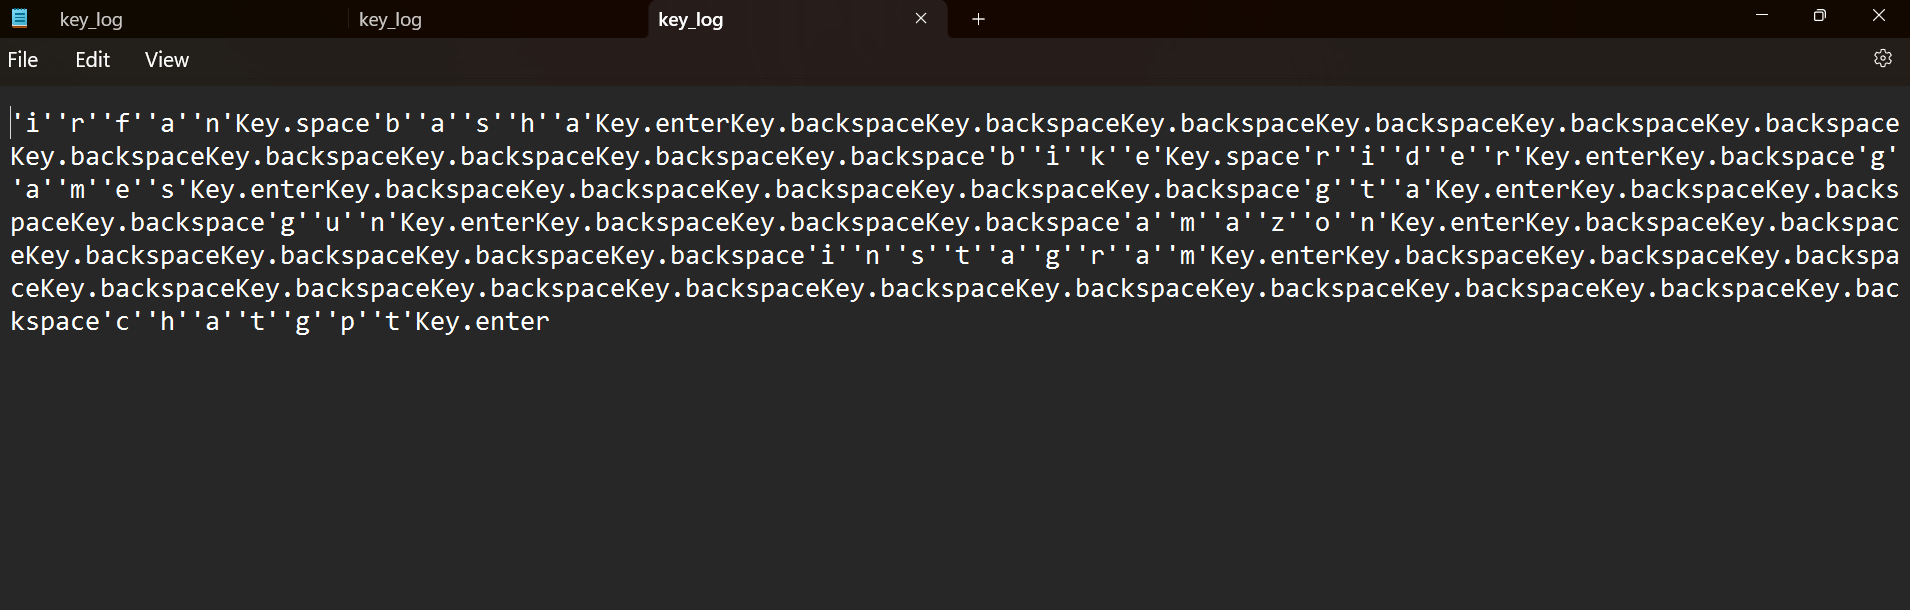 key_log key_log key_log
File Edit View
'i''r''f''a''n'Key.space'b''a''s''h''a'Key.enterKey.backspaceKey.backspaceKey.backspaceKey.backspaceKey.backspaceKey.backspace
Key.backspaceKey.backspaceKey.backspaceKey.backspaceKey.backspace'b''i''k''e'Key.space'r''i''d''e''r'Key.enterKey.backspace'g'
'a''m''e''s'Key.enterKey.backspaceKey.backspaceKey.backspaceKey.backspaceKey.backspace'g''t''a'Key.enterKey.backspaceKey.backs
paceKey.backspace'g''u''n'Key.enterKey.backspaceKey.backspaceKey.backspace'a''m''a''z''o''n'Key.enterKey.backspaceKey.backspac
eKey.backspaceKey.backspaceKey.backspaceKey.backspace'i''n''s''t''a''g''r''a''m'Key.enterKey.backspaceKey.backspaceKey.backspa
ceKey.backspaceKey.backspaceKey.backspaceKey.backspaceKey.backspaceKey.backspaceKey.backspaceKey.backspaceKey.backspaceKey.bac
kspace'c''h''a''t''g''p''t'Key.enter